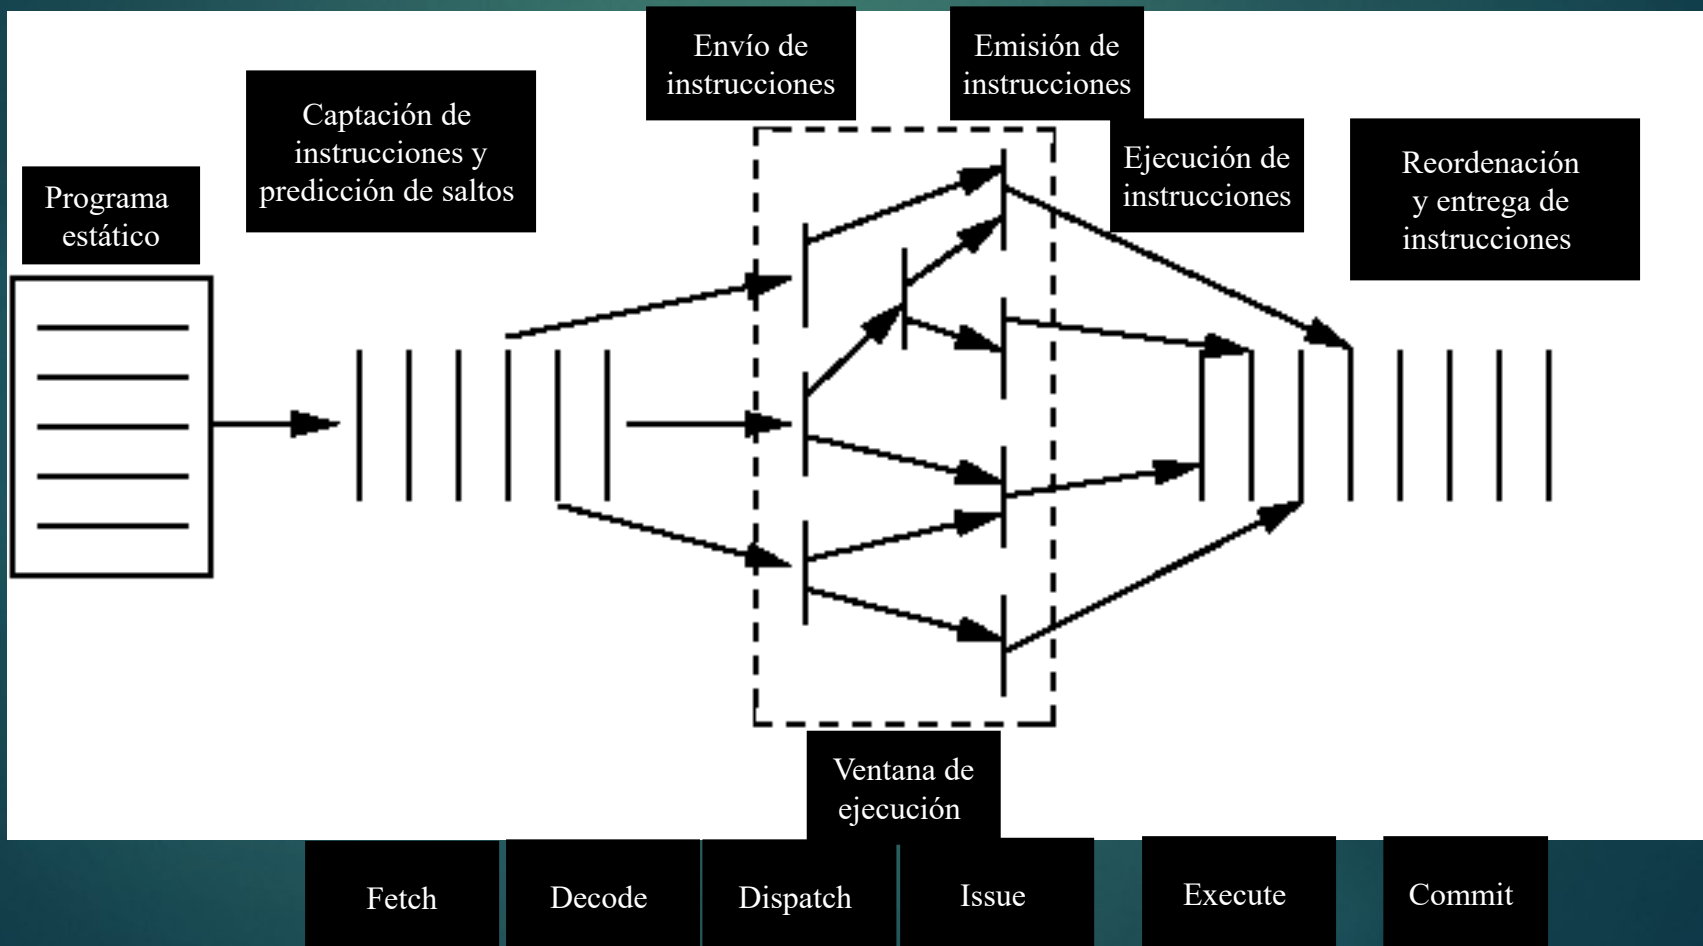 Envío de
instrucciones
Emisión de
instrucciones
Captación de
instrucciones y
predicción de saltos
Ejecución de
instrucciones
Reordenación
y entrega de
instrucciones
Programa
estático
Ventana de
ejecución
Fetch
Decode
Dispatch
Issue
Execute
Commit